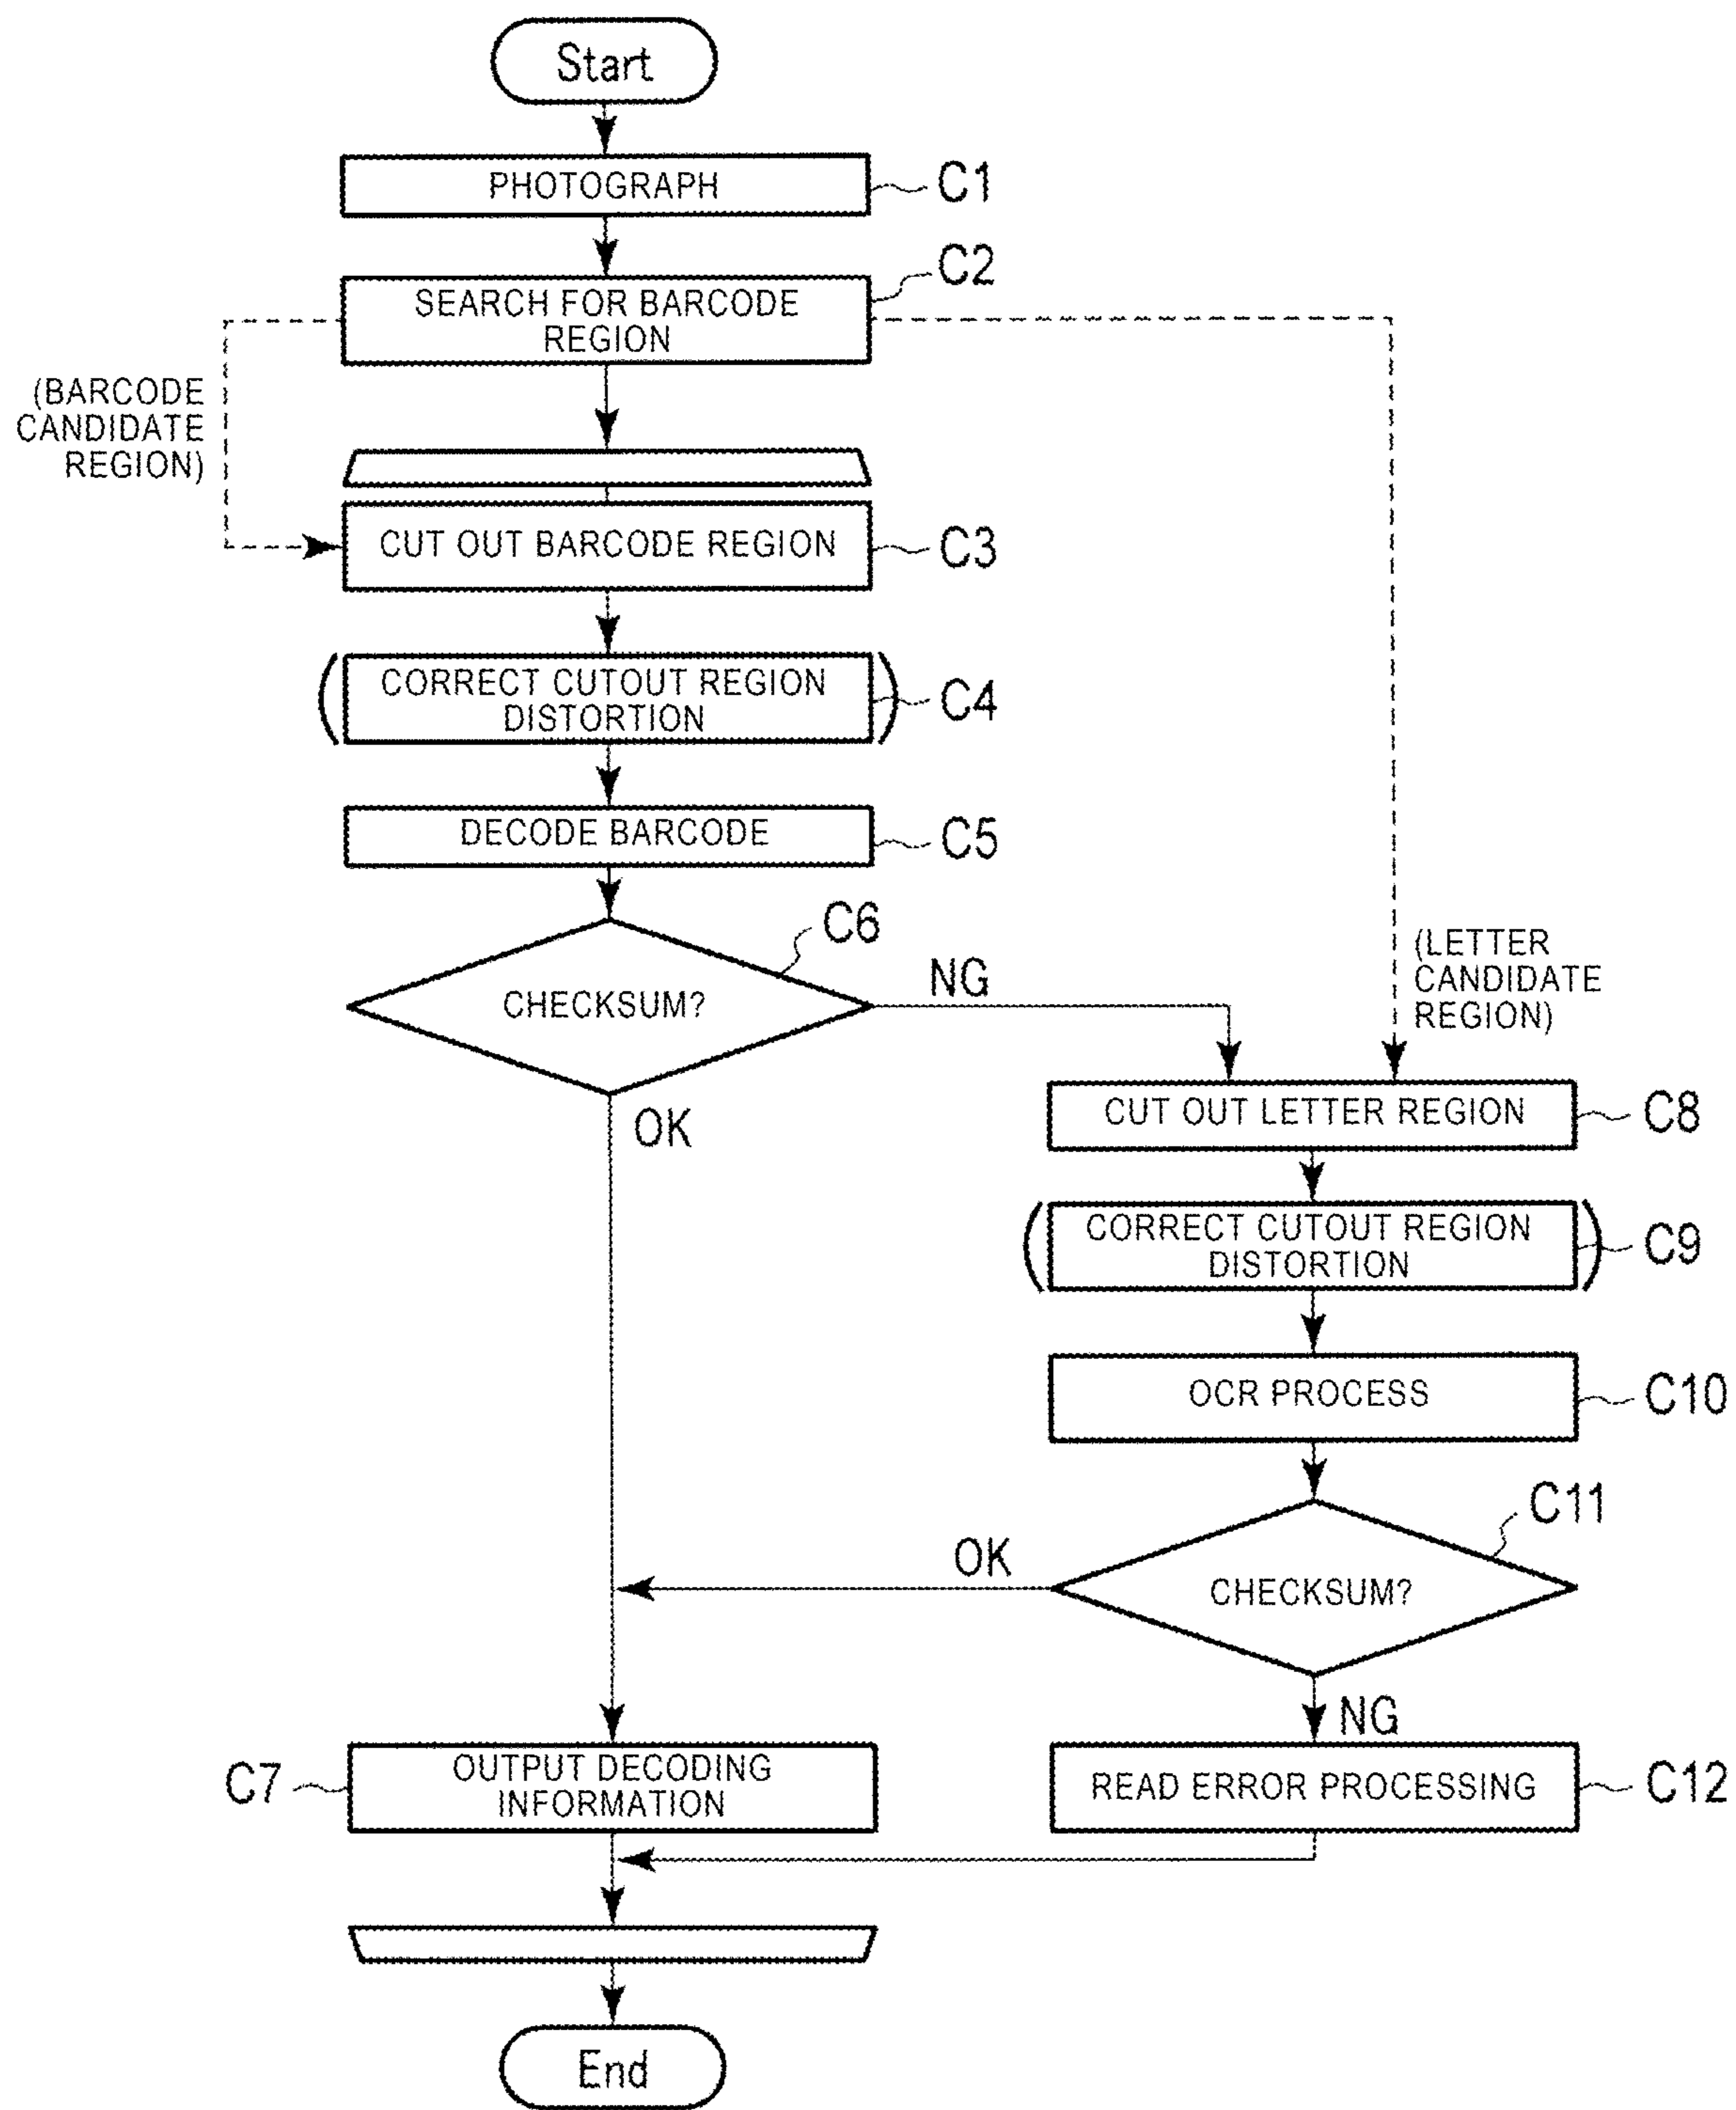 Start
PHOTOGRAPH
C1
C2
SEARCH FOR BARCODE
REGION
(BARCODE
CANDIDATE
REGION)
CUT OUT BARCODE REGION
C3
CORRECT CUTOUT REGION
DISTORTION
C4
DECODE BARCODE
C5
C6
CHECKSUM?
NG
OK
(LETTER
CANDIDATE
REGION)
CUT OUT LETTER REGION
C8
CORRECT CUTOUT REGION
DISTORTION
C9
OCR PROCESS
C10
C11
CHECKSUM?
OK
NG
C7
OUTPUT DECODING
INFORMATION
READ ERROR PROCESSING
C12
End